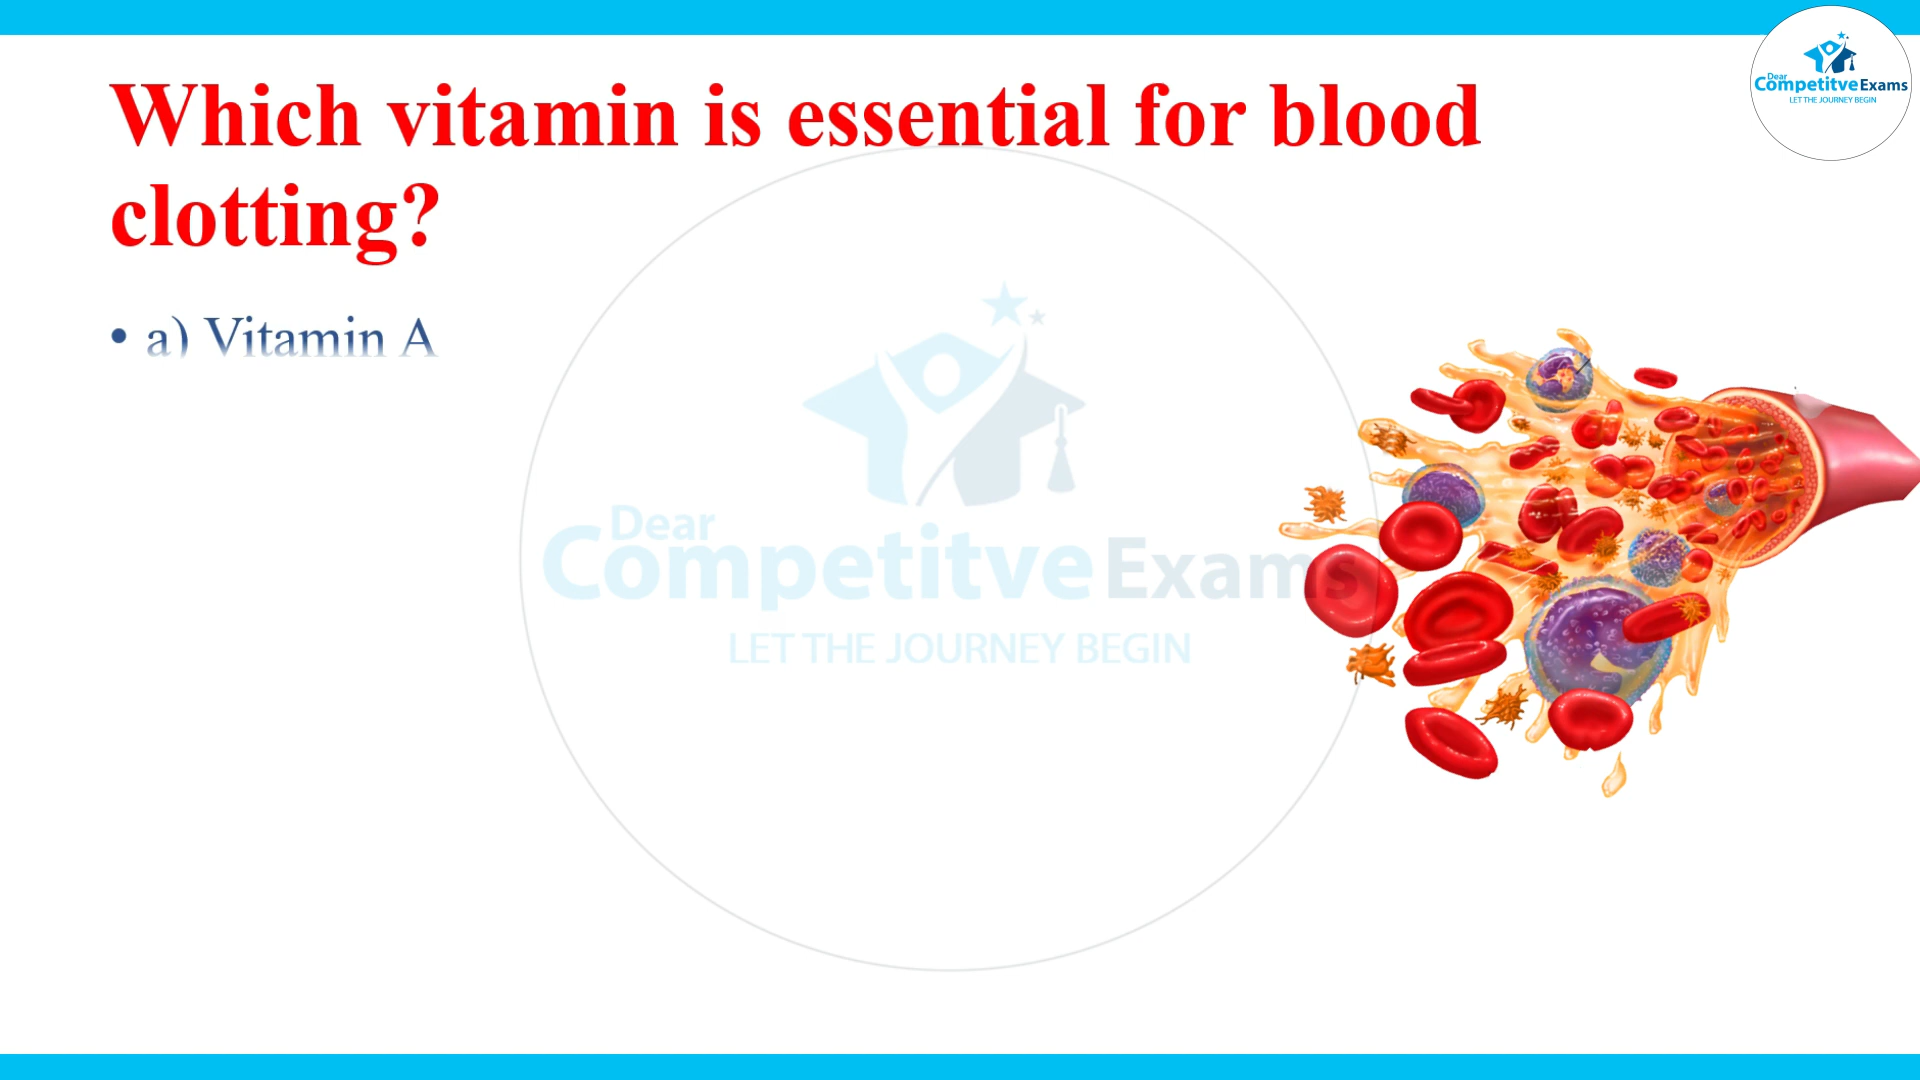 Dear
CompetitveExams
LET THE JOURNEY BEGIN
Which vitamin is essential for blood
clotting?
• a) Vitamin A
Dear
CompetitveExams
LET THE JOURNEY BEGIN